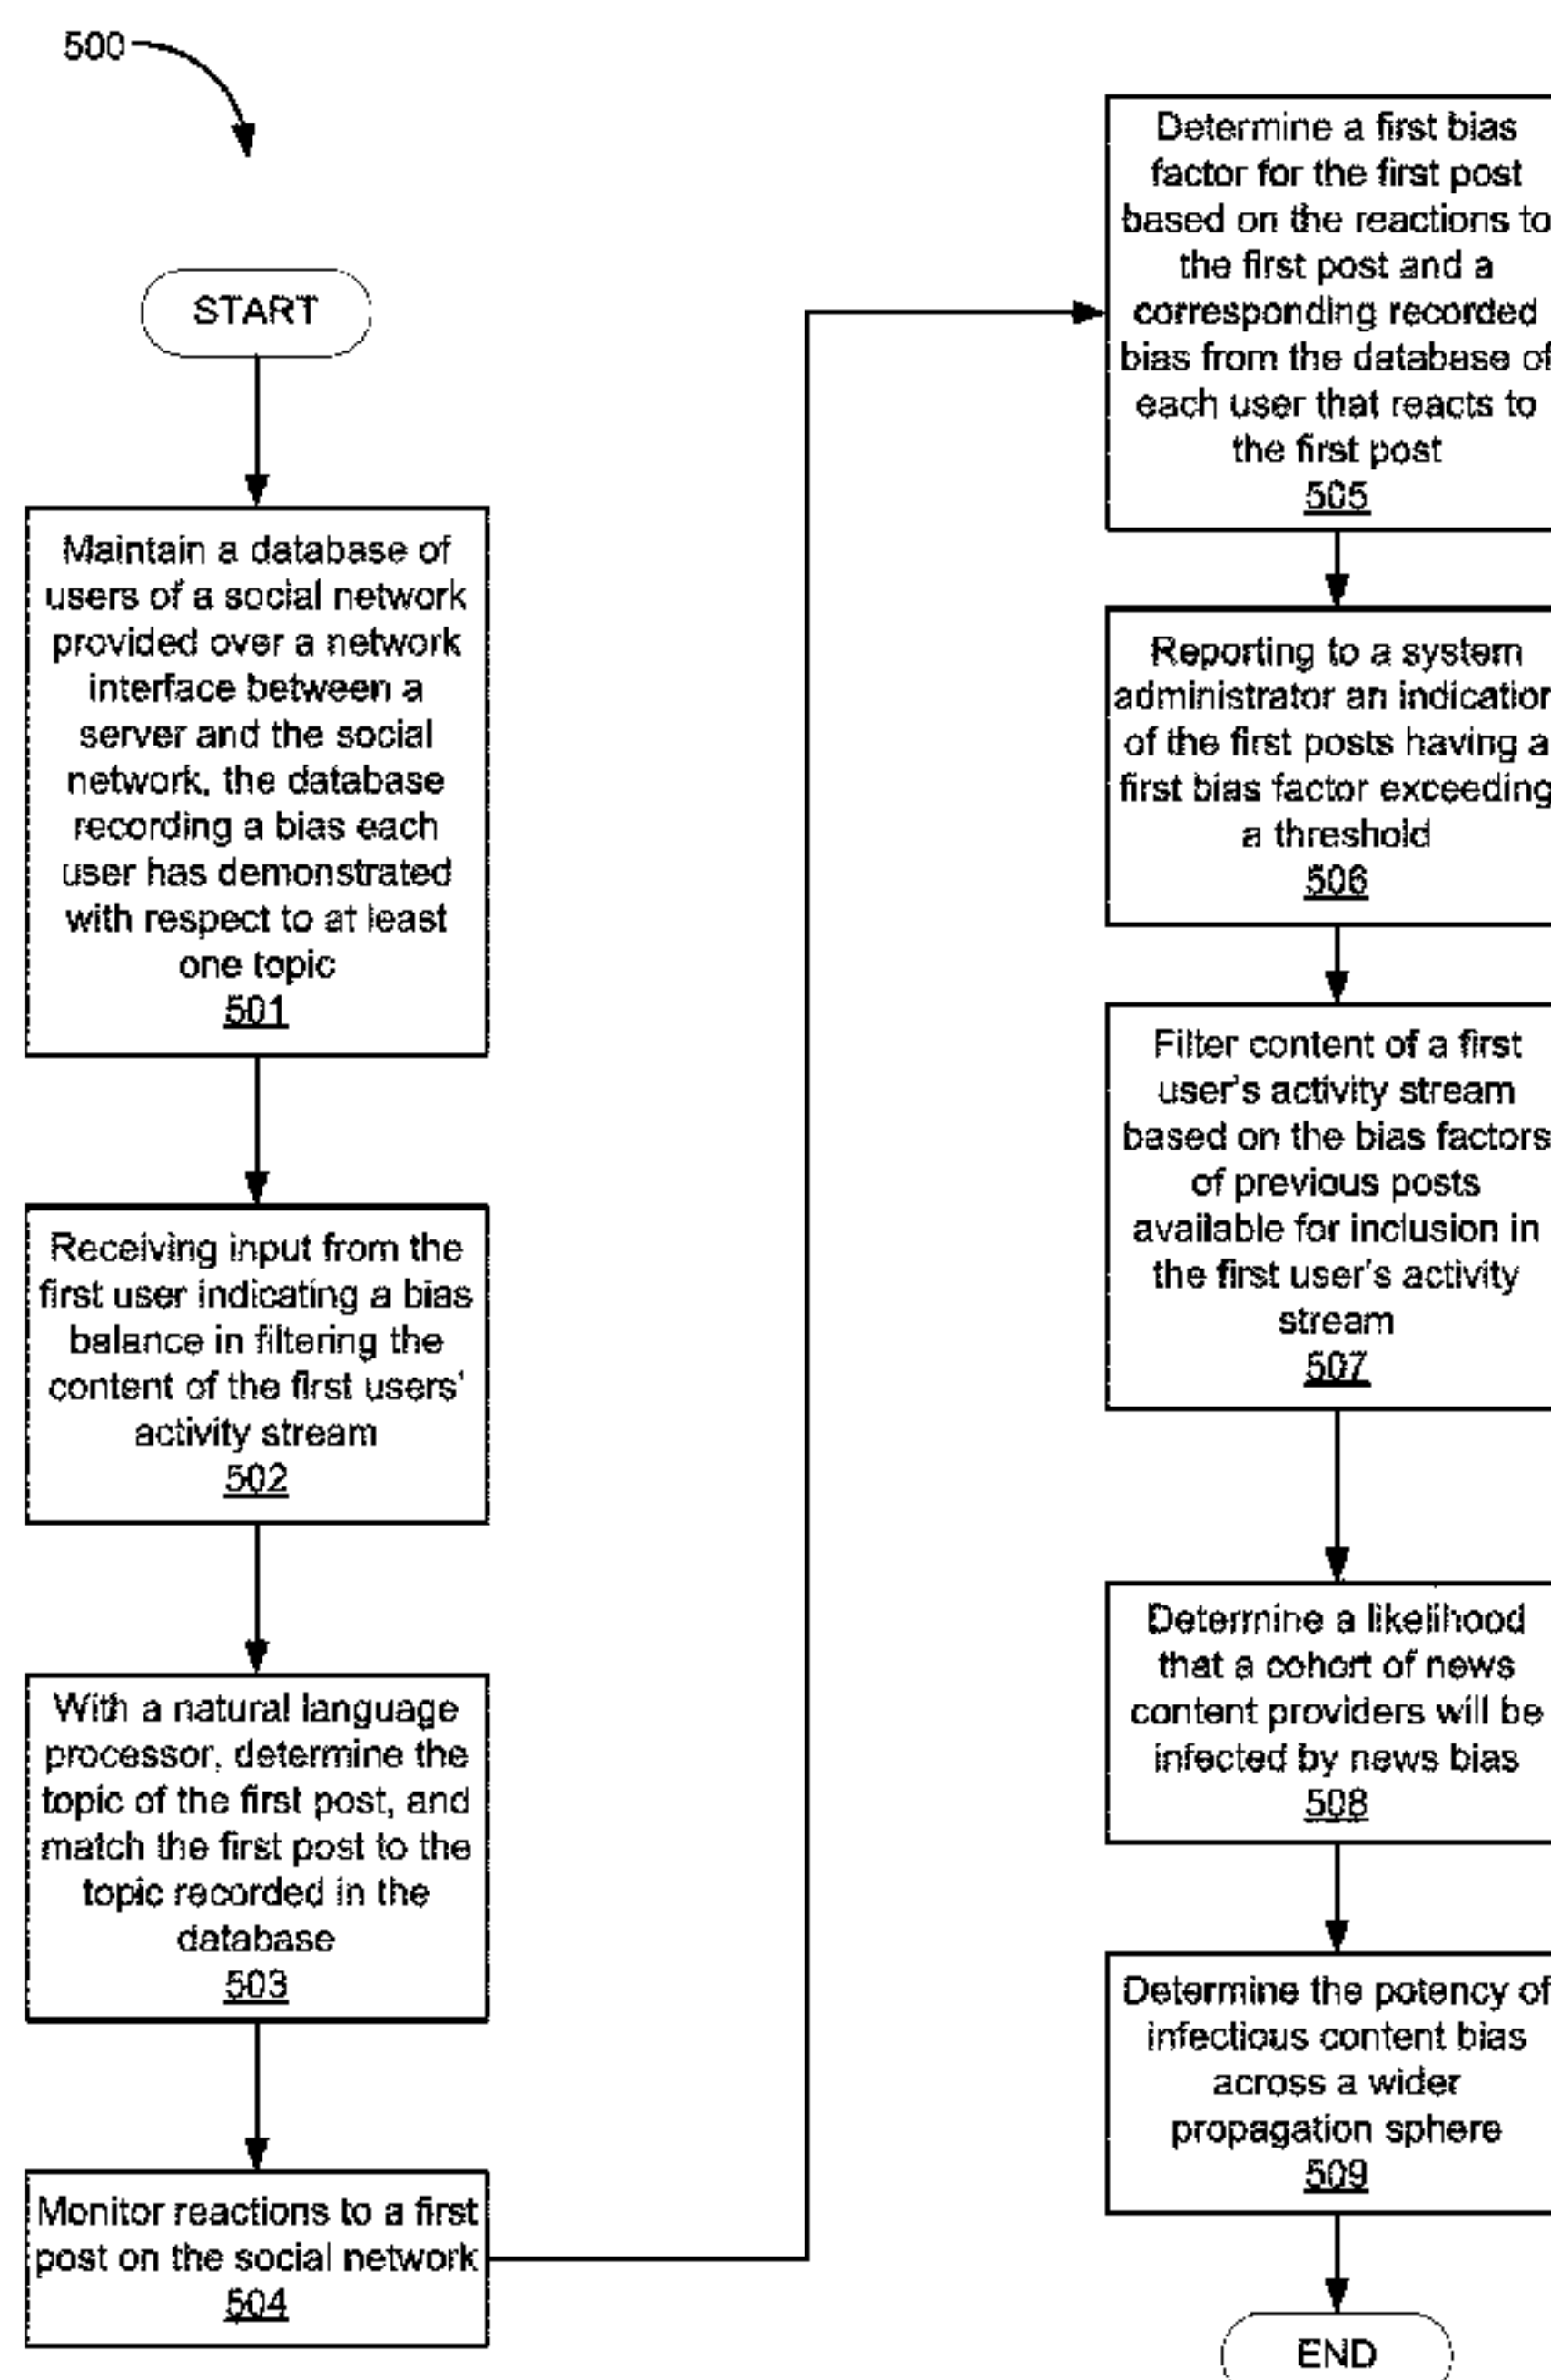 500
START
Maintain a database of
users of a social network
provided over a network
interface between a
server and the social
network, the database
recording a bias each
user has demonstrated
with respect to at least
one topic
501
Receiving input from the
first user indicating a bias
balance in filtering the
content of the first users'
activity stream
502
With a natural language
processor, determine the
topic of the first post, and
match the first post to the
topic recorded in the
database
503
Monitor reactions to a first
post on the social network
504
Determine a first bias
factor for the first post
based on the reactions to
the first post and a
corresponding recorded
bias from the database of
each user that reacts to
the first post
505
Reporting to a system
administrator an indication
of the first posts having a
first bias factor exceeding
a threshold
506
Filter content of a first
user's activity stream
based on the bias factors
of previous posts
available for inclusion in
the first user's activity
stream
507
Determine a likelihood
that a cohort of news
content providers will be
infected by news bias
508
Determine the potency of
infectious content bias
across a wider
propagation sphere
509
END